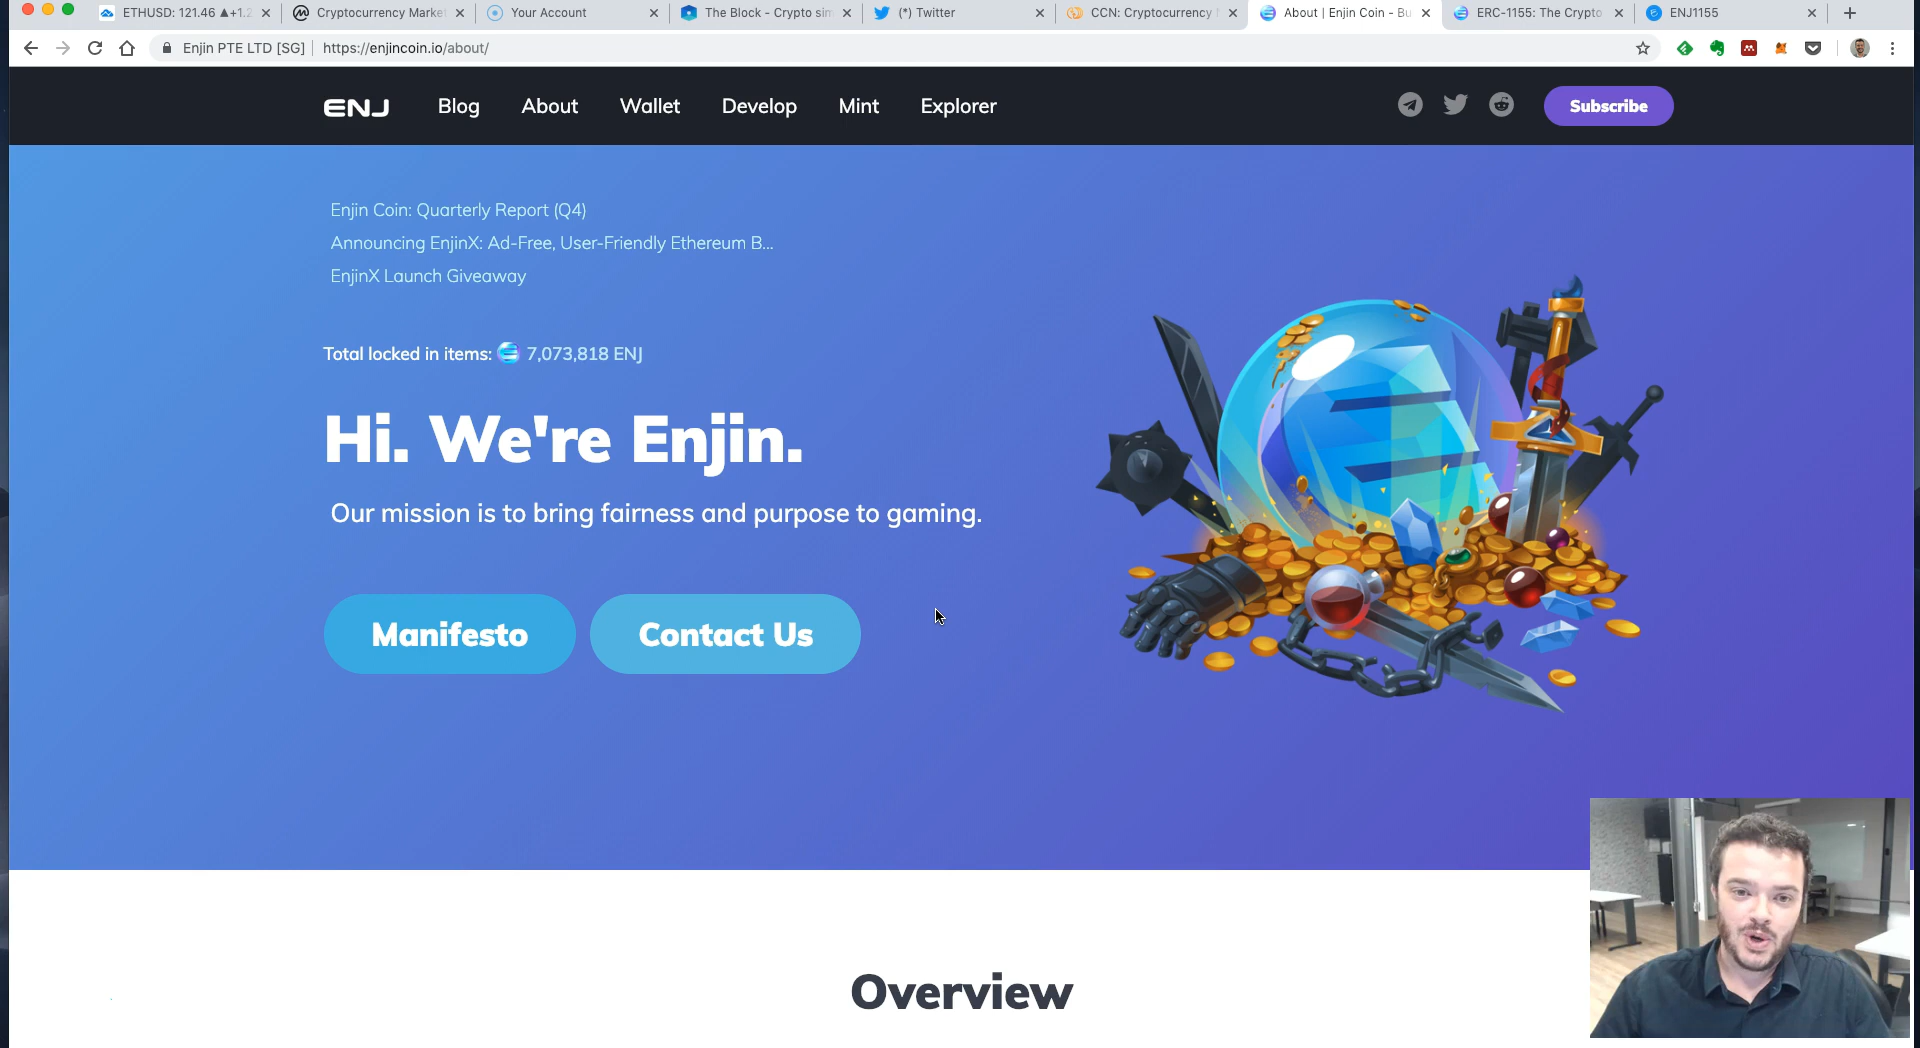 ETHUSD: 121.46 ▲+1.2
Cryptocurrency Marke
Your Account
The Block - Crypto sim
(*) Twitter
CCN: Cryptocurrency
About | Enjin Coin - Bu
ERC-1155: The Crypto
ENJ1155
Enjin PTE LTD [SG]
https://enjincoin.io/about/
ENJ
Blog
About
Wallet
Develop
Mint
Explorer
Subscribe
Enjin Coin: Quarterly Report (Q4)
Announcing EnjinX: Ad-Free, User-Friendly Ethereum B...
EnjinX Launch Giveaway
Total locked in items: 7,073,818 ENJ
Hi. We're Enjin.
Our mission is to bring fairness and purpose to gaming.
Manifesto
Contact Us
Overview